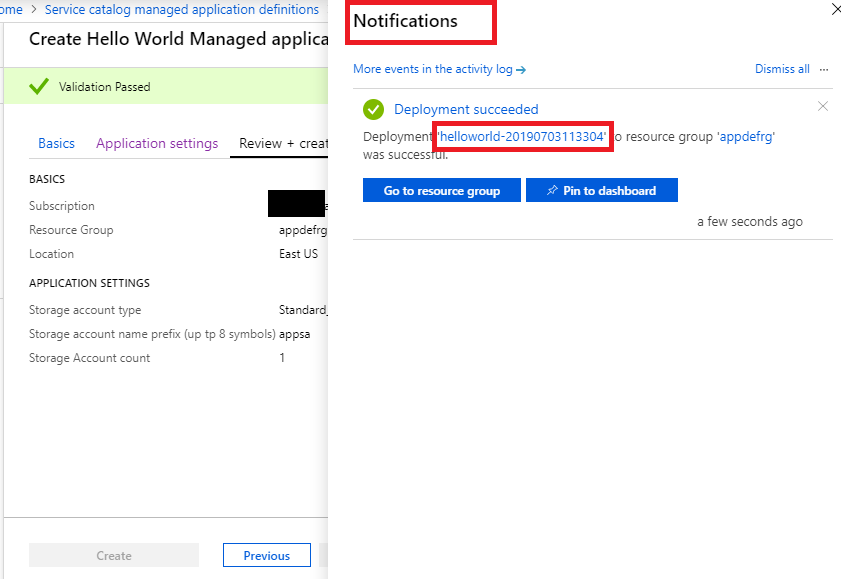 ome > Service catalog managed application definitions
Create Hello World Managed applica
Validation Passed
Basics Application settings Review + creat
BASICS
Subscription
Resource Group appdefrg
Location East US
APPLICATION SETTINGS
Storage account type Standard_
Storage account name prefix (up tp 8 symbols) appsa
Storage Account count 1
Create Previous
Notifications
More events in the activity log →
Dismiss all ...
Deployment succeeded
Deployment 'helloworld-20190703113304' o resource group 'appdefrg'
was successful.
Go to resource group Pin to dashboard
a few seconds ago